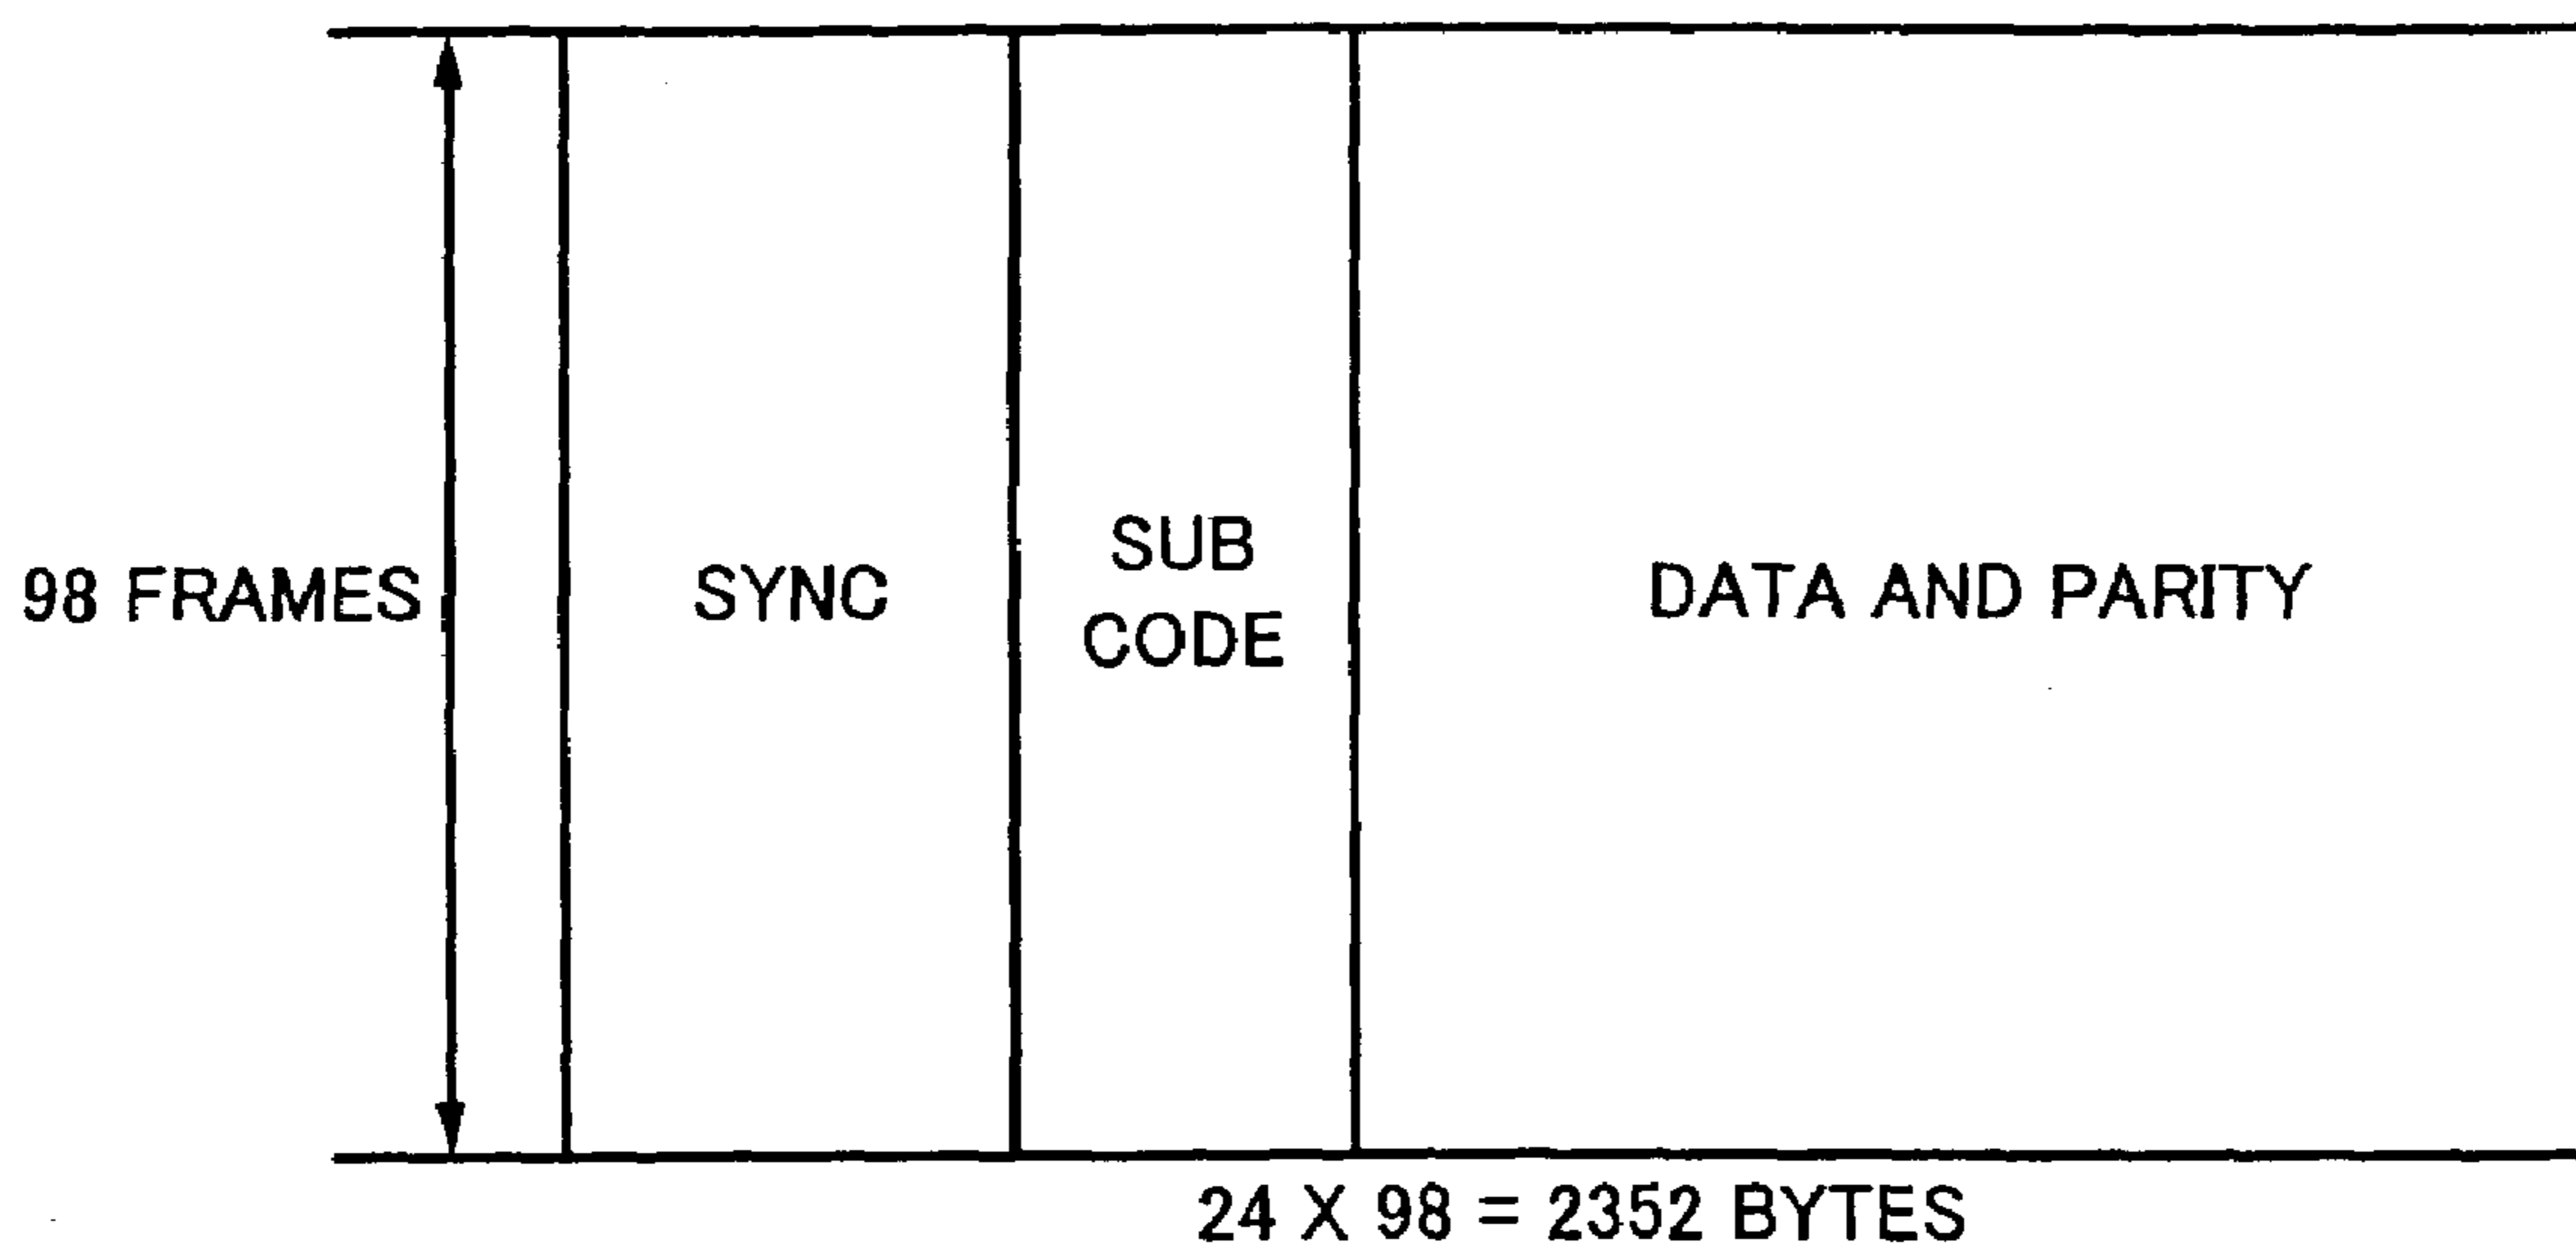 98 FRAMES
SYNC
SUB
CODE
DATA AND PARITY
24 X 98 = 2352 BYTES